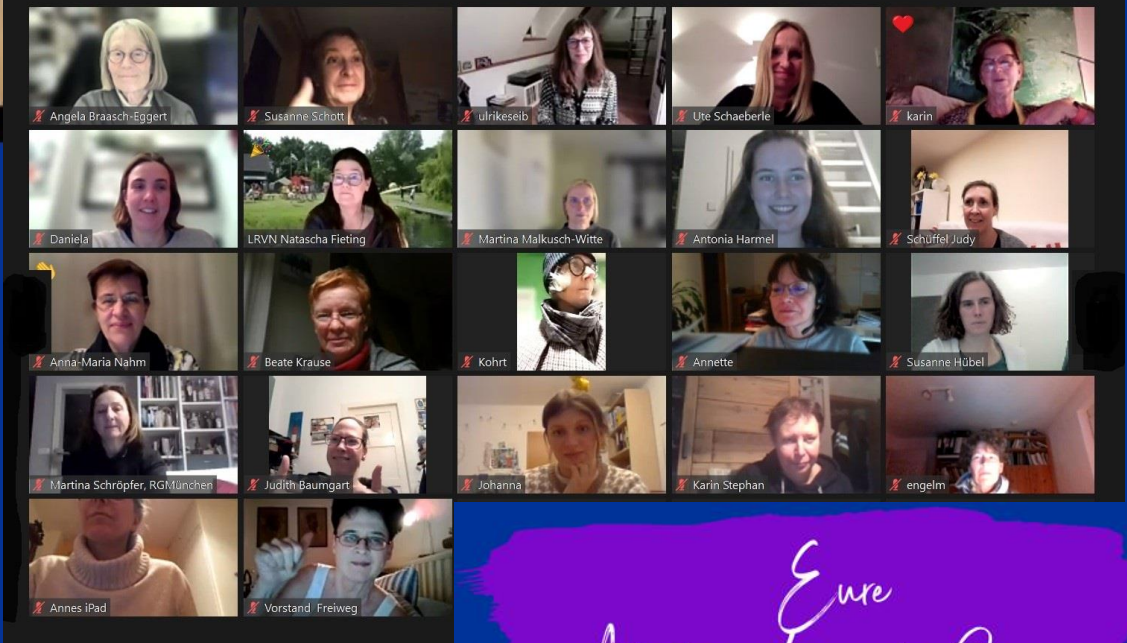 Angela Braasch-Eggert
Susanne Schott
ulrikeseib
Ute Schaeberle
karin
Daniela
LRVN Natascha Fieting
Martina Malkusch-Witte
Antonia Harmel
Schüffel Judy
Anna-Maria Nahm
Beate Krause
Kohrt
Annette
Susanne Hübel
Martina Schröpfer, RGMünchen
Judith Baumgart
Johanna
Karin Stephan
engelm
Annes iPad
Vorstand Freiweg
Eure